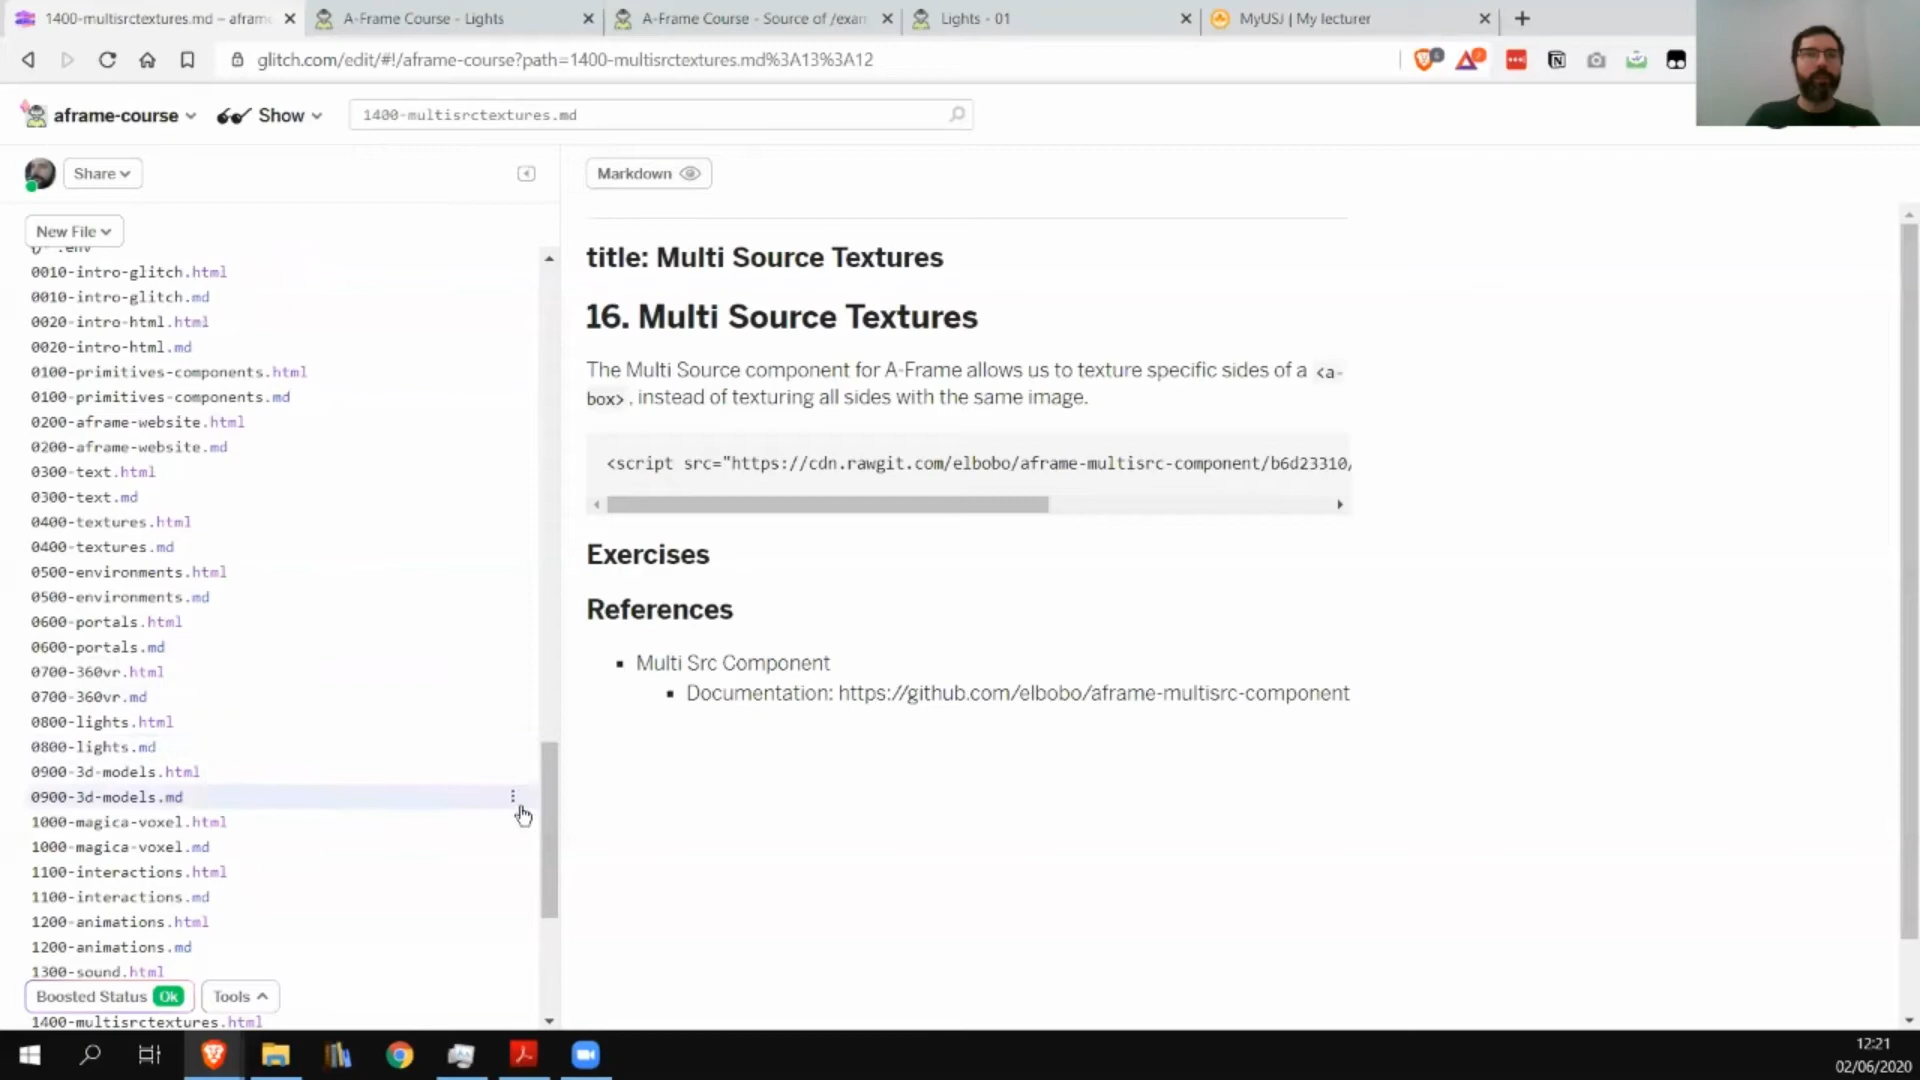 1400-multisrctextures.md – afram
A-Frame Course - Lights
A-Frame Course - Source of /exam
Lights - 01
MyUSJ | My lecturer
glitch.com/edit/#!/aframe-course?path=1400-multisrctextures.md%3A13%3A12
aframe-course
Show
1400-multisrctextures.md
Share
Markdown
New File
.env
0010-intro-glitch.html
0010-intro-glitch.md
0020-intro-html.html
0020-intro-html.md
0100-primitives-components.html
0100-primitives-components.md
0200-aframe-website.html
0200-aframe-website.md
0300-text.html
0300-text.md
0400-textures.html
0400-textures.md
0500-environments.html
0500-environments.md
0600-portals.html
0600-portals.md
0700-360vr.html
0700-360vr.md
0800-lights.html
0800-lights.md
0900-3d-models.html
0900-3d-models.md
1000-magica-voxel.html
1000-magica-voxel.md
1100-interactions.html
1100-interactions.md
1200-animations.html
1200-animations.md
1300-sound.html
Boosted Status Ok
Tools
1400-multisrctextures.html
title: Multi Source Textures
16. Multi Source Textures
The Multi Source component for A-Frame allows us to texture specific sides of a <a-
box> , instead of texturing all sides with the same image.
<script src="https://cdn.rawgit.com/elbobo/aframe-multisrc-component/b6d23310/
Exercises
References
Multi Src Component
Documentation: https://github.com/elbobo/aframe-multisrc-component
12:21
02/06/2020